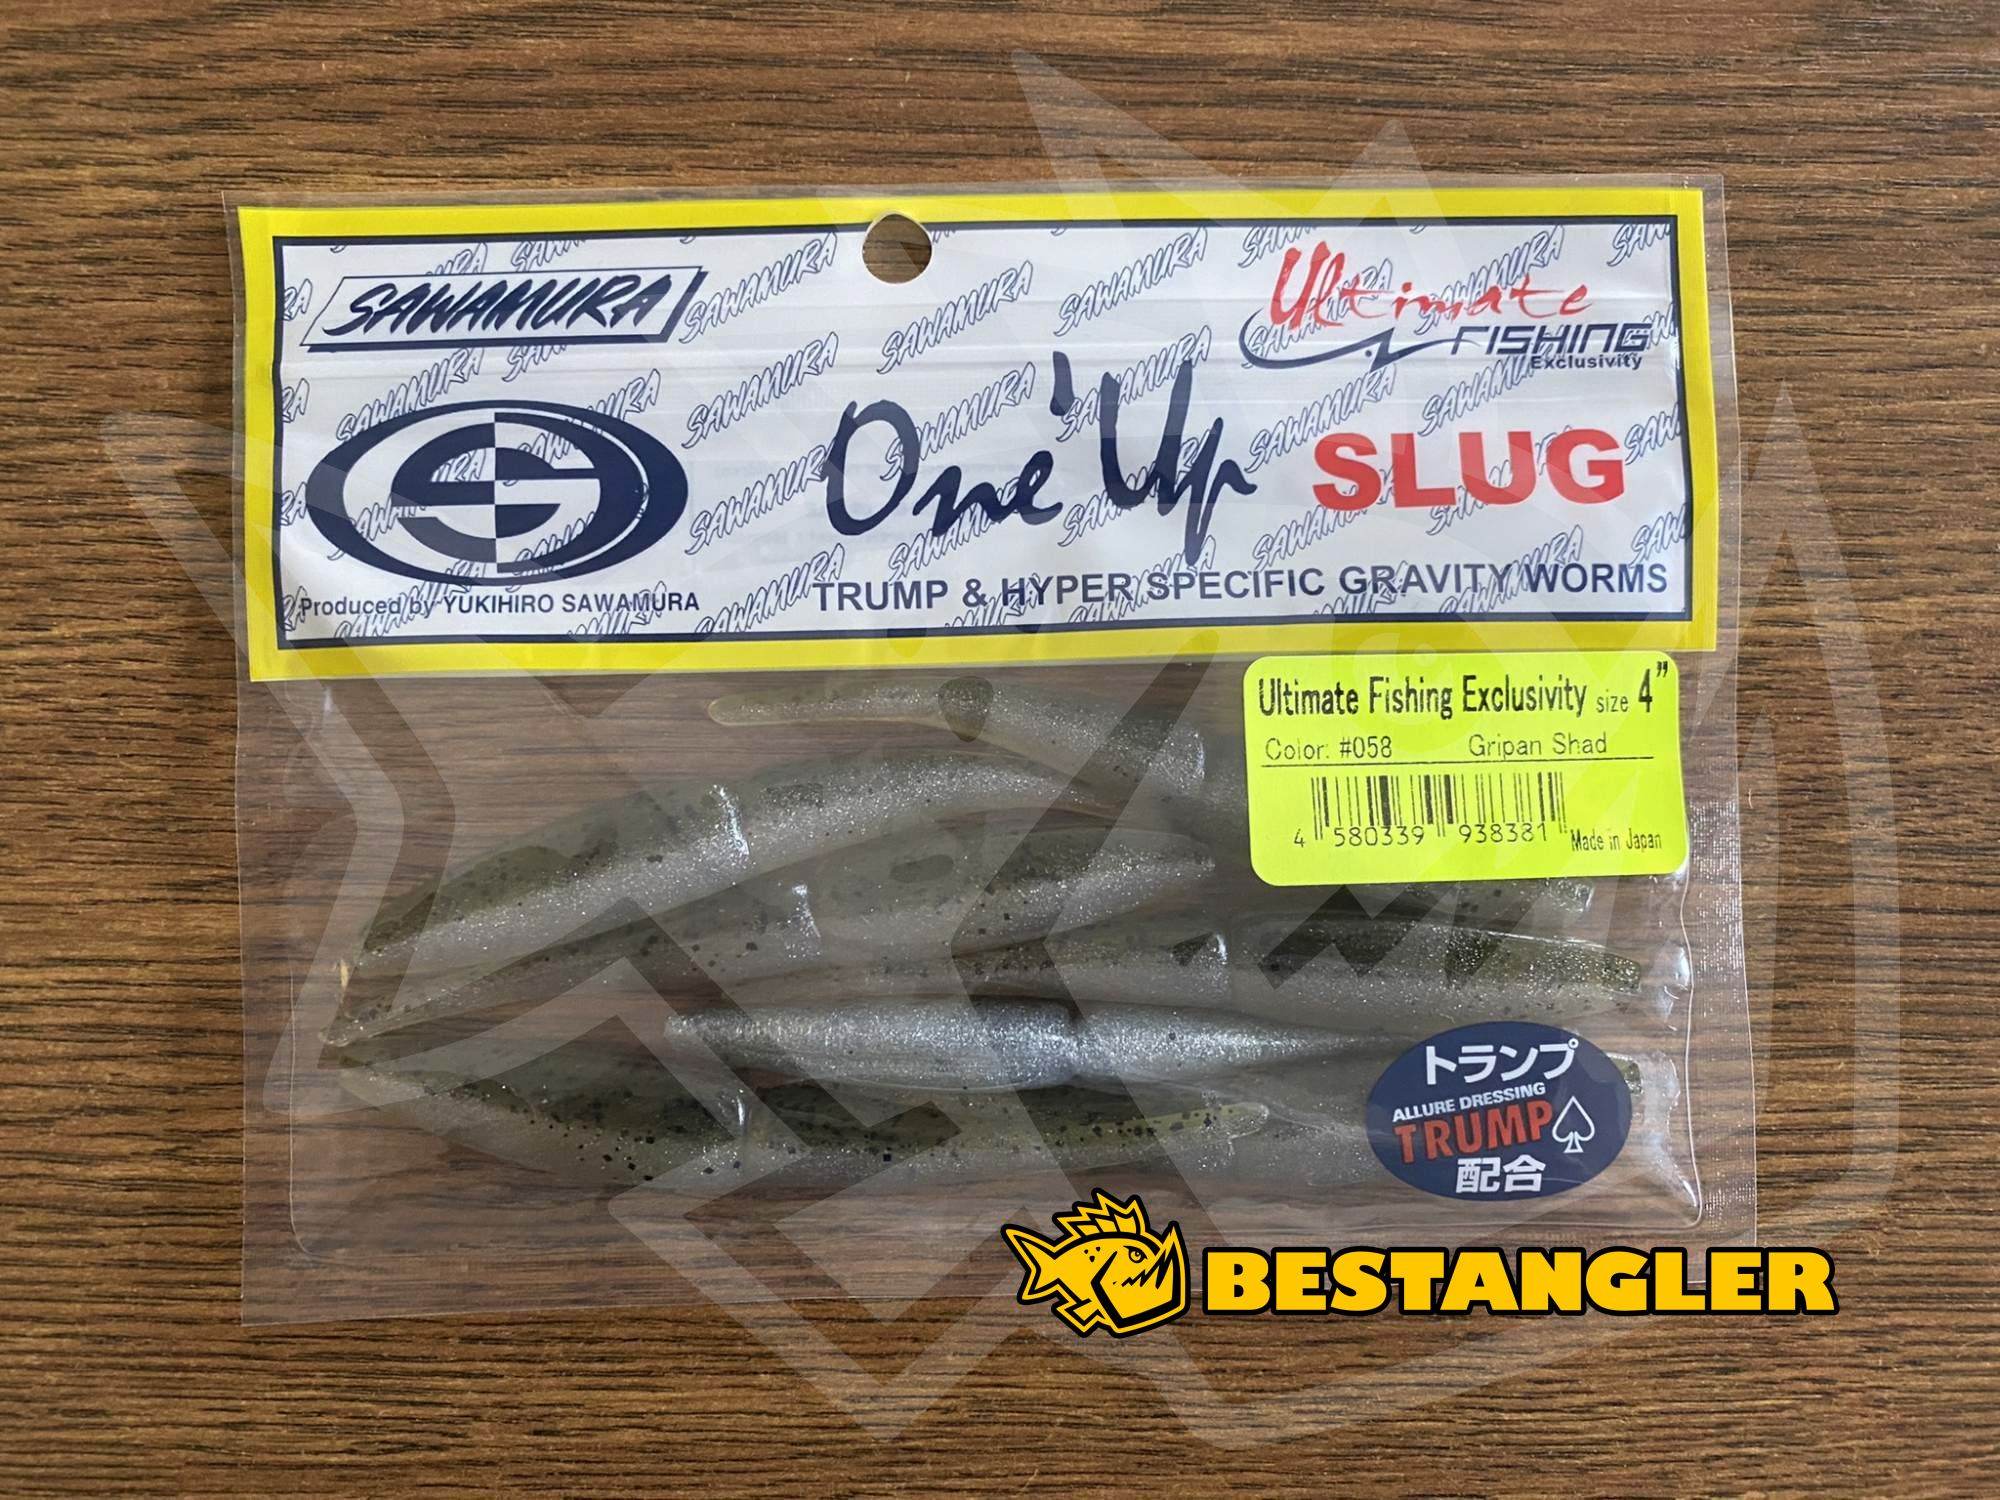 SAWAMURA
Ultimate
FISHING
Exclusivity
One' Up SLUG
Produced by YUKIHIRO SAWAMURA
TRUMP & HYPER SPECIFIC GRAVITY WORMS
Ultimate Fishing Exclusivity size 4"
Color: #058 Gripan Shad
4 580339 938381
Made in Japan
トランプ
ALLURE DRESSING
TRUMP
配合
BESTANGLER